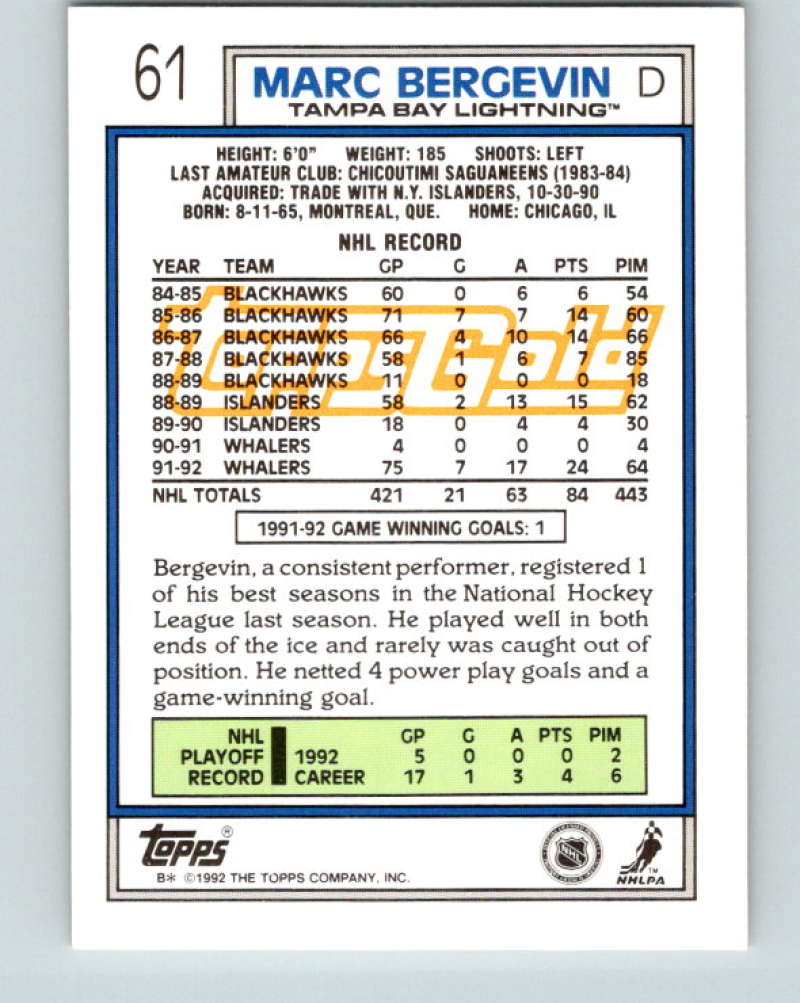 61
MARC BERGEVIN D
TAMPA BAY LIGHTNING™
HEIGHT: 6'0" WEIGHT: 185 SHOOTS: LEFT
LAST AMATEUR CLUB: CHICOUTIMI SAGUANEENS (1983-84)
ACQUIRED: TRADE WITH N.Y. ISLANDERS, 10-30-90
BORN: 8-11-65, MONTREAL, QUE. HOME: CHICAGO, IL
NHL RECORD
YEAR TEAM GP G A PTS PIM
84-85 BLACKHAWKS 60 0 6 6 54
85-86 BLACKHAWKS 71 7 7 14 60
86-87 BLACKHAWKS 66 4 10 14 66
87-88 BLACKHAWKS 58 1 6 7 85
88-89 BLACKHAWKS 11 0 0 0 18
88-89 ISLANDERS 58 2 13 15 62
89-90 ISLANDERS 18 0 4 4 30
90-91 WHALERS 4 0 0 0 4
91-92 WHALERS 75 7 17 24 64
NHL TOTALS 421 21 63 84 443
Topps Gold
1991-92 GAME WINNING GOALS: 1
Bergevin, a consistent performer, registered 1
of his best seasons in the National Hockey
League last season. He played well in both
ends of the ice and rarely was caught out of
position. He netted 4 power play goals and a
game-winning goal.
NHL GP G A PTS PIM
PLAYOFF 1992 5 0 0 0 2
RECORD CAREER 17 1 3 4 6
TOPPS®
B* ©1992 THE TOPPS COMPANY, INC.
NHL
NHLPA™